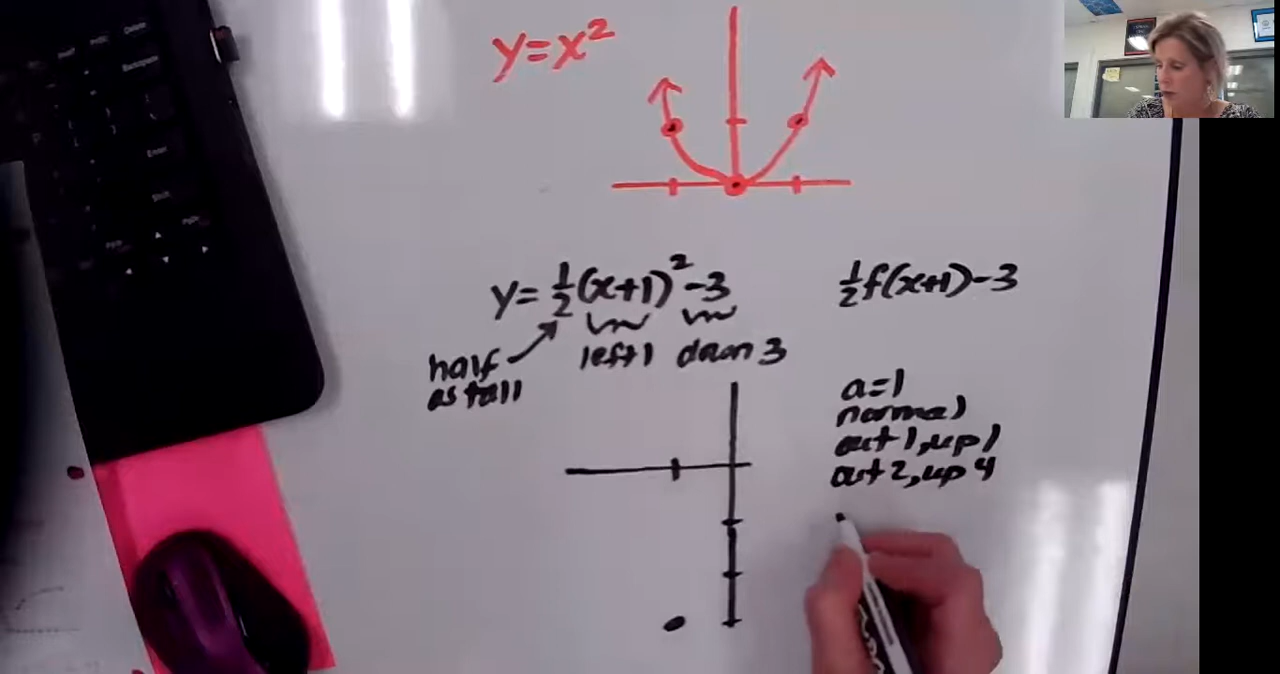 y=x²
y=½(x+1)²-3
½f(x+1)-3
half
as tall
left 1
down 3
a=1
normal
out 1, up 1
out 2, up 4